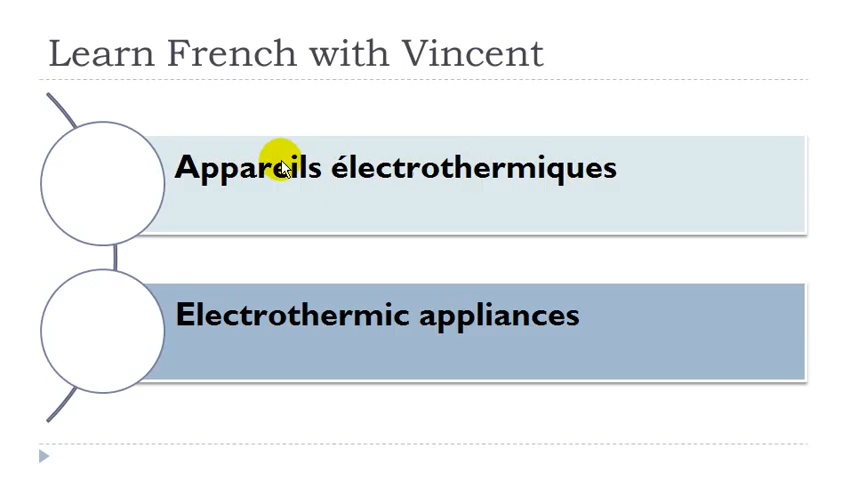 Learn French with Vincent
Appareils électrothermiques
Electrothermic appliances